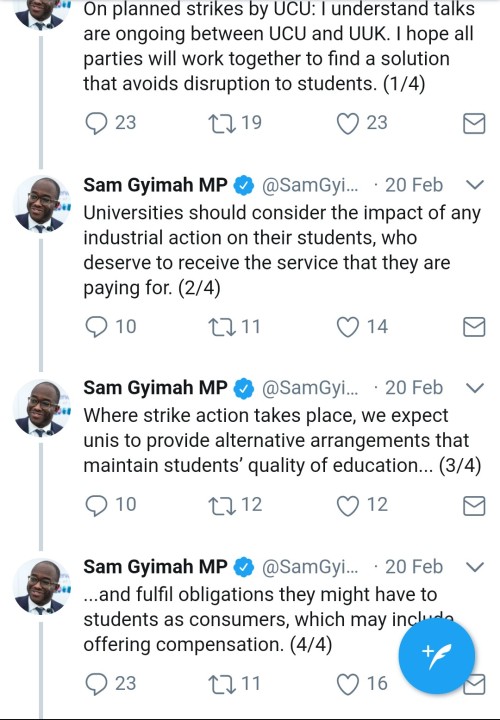 On planned strikes by UCU: I understand talks
are ongoing between UCU and UUK. I hope all
parties will work together to find a solution
that avoids disruption to students. (1/4)
23 19 23
Sam Gyimah MP @SamGyi... · 20 Feb
Universities should consider the impact of any
industrial action on their students, who
deserve to receive the service that they are
paying for. (2/4)
10 11 14
Sam Gyimah MP @SamGyi... · 20 Feb
Where strike action takes place, we expect
unis to provide alternative arrangements that
maintain students’ quality of education... (3/4)
10 12 12
Sam Gyimah MP @SamGyi... · 20 Feb
...and fulfil obligations they might have to
students as consumers, which may include
offering compensation. (4/4)
23 11 16